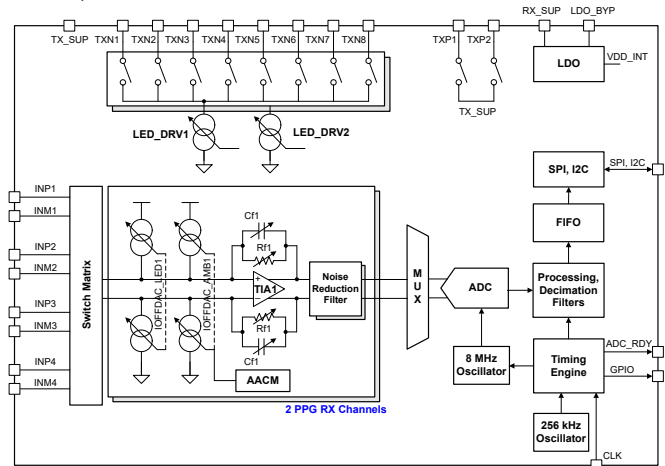 RX_SUP LDO_BYP
TX_SUP TXN1 TXN2 TXN3 TXN4 TXN5 TXN6 TXN7 TXN8 TXP1 TXP2
LDO
VDD_INT
TX_SUP
LED_DRV1
LED_DRV2
SPI, I2C
SPI, I2C
FIFO
INP1
INM1
INP2
INM2
INP3
INM3
INP4
INM4
Switch Matrix
IOFFDAC_LED1
IOFFDAC_AMB1
Cf1
Rf1
TIA1
Rf1
Cf1
AACM
Noise
Reduction
Filter
2 PPG RX Channels
MUX
ADC
Processing,
Decimation
Filters
8 MHz
Oscillator
Timing
Engine
ADC_RDY
GPIO
256 kHz
Oscillator
CLK